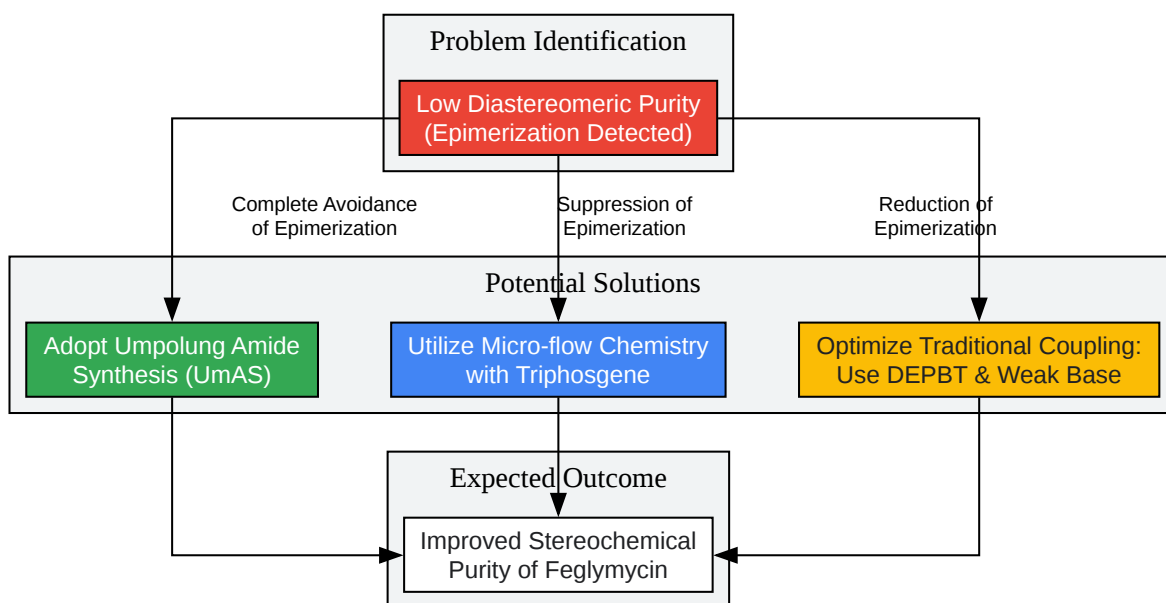 Problem Identification
Low Diastereomeric Purity
(Epimerization Detected)
Complete Avoidance
of Epimerization
Suppression of
Epimerization
Reduction of
Epimerization
Potential Solutions
Adopt Umpolung Amide
Synthesis (UmAS)
Utilize Micro-flow Chemistry
with Triphosgene
Optimize Traditional Coupling:
Use DEPBT & Weak Base
Expected Outcome
Improved Stereochemical
Purity of Feglymycin